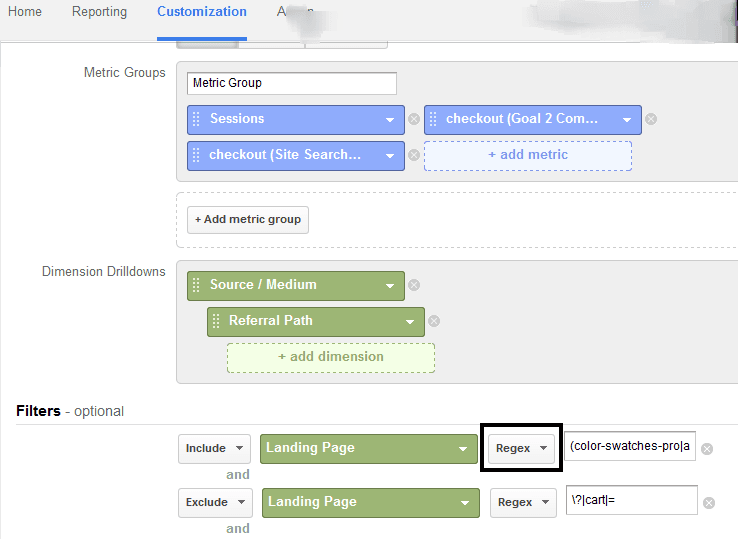 Home Reporting Customization
Metric Groups
Metric Group
Sessions checkout (Goal 2 Com...
checkout (Site Search... + add metric
+ Add metric group
Dimension Drilldowns
Source / Medium
Referral Path
+ add dimension
Filters - optional
Include Landing Page Regex (color-swatches-pro|a
and
Exclude Landing Page Regex \?|cart|=
and